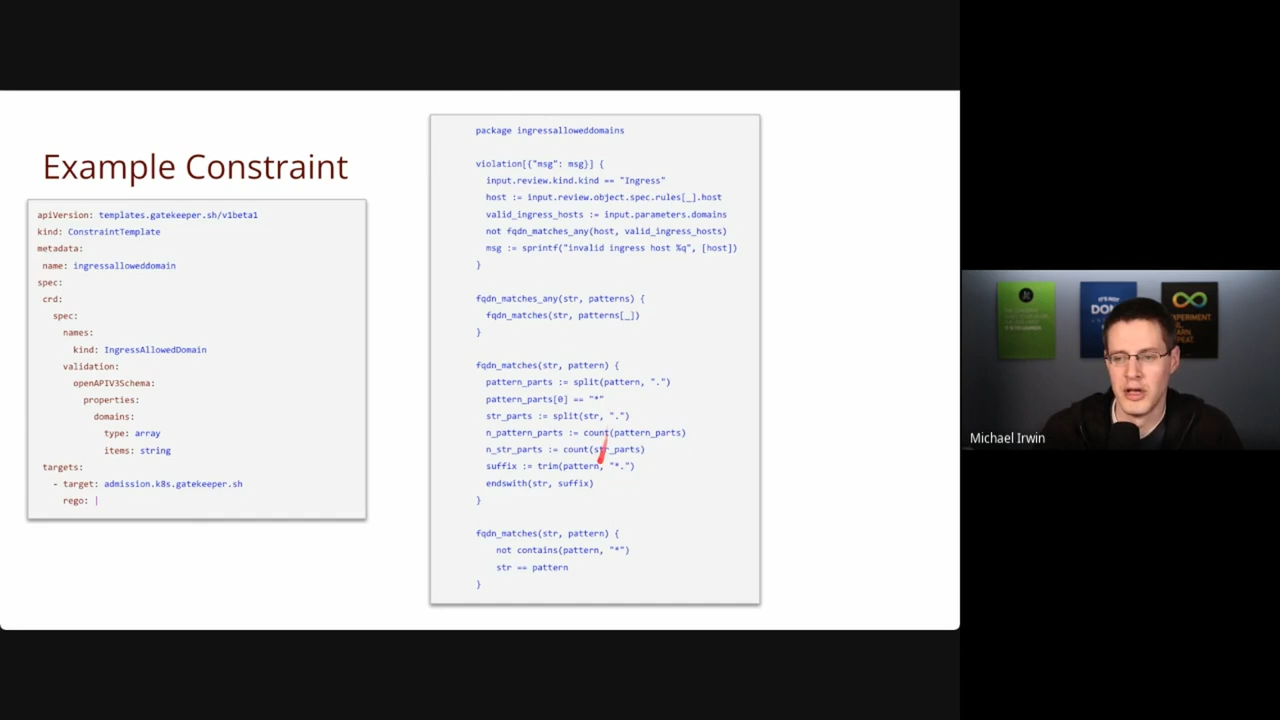 Example Constraint
apiVersion: templates.gatekeeper.sh/v1beta1
kind: ConstraintTemplate
metadata:
 name: ingressalloweddomain
spec:
 crd:
   spec:
     names:
       kind: IngressAllowedDomain
     validation:
       openAPIV3Schema:
         properties:
           domains:
             type: array
             items: string
 targets:
   - target: admission.k8s.gatekeeper.sh
     rego: |
package ingressalloweddomains
violation[{"msg": msg}] {
  input.review.kind.kind == "Ingress"
  host := input.review.object.spec.rules[_].host
  valid_ingress_hosts := input.parameters.domains
  not fqdn_matches_any(host, valid_ingress_hosts)
  msg := sprintf("invalid ingress host %q", [host])
}
fqdn_matches_any(str, patterns) {
  fqdn_matches(str, patterns[_])
}
fqdn_matches(str, pattern) {
  pattern_parts := split(pattern, ".")
  pattern_parts[0] == "*"
  str_parts := split(str, ".")
  n_pattern_parts := count(pattern_parts)
  n_str_parts := count(str_parts)
  suffix := trim(pattern, "*.")
  endswith(str, suffix)
}
fqdn_matches(str, pattern) {
    not contains(pattern, "*")
    str == pattern
}
IT'S NOT
EXPERIMENT.
Michael Irwin